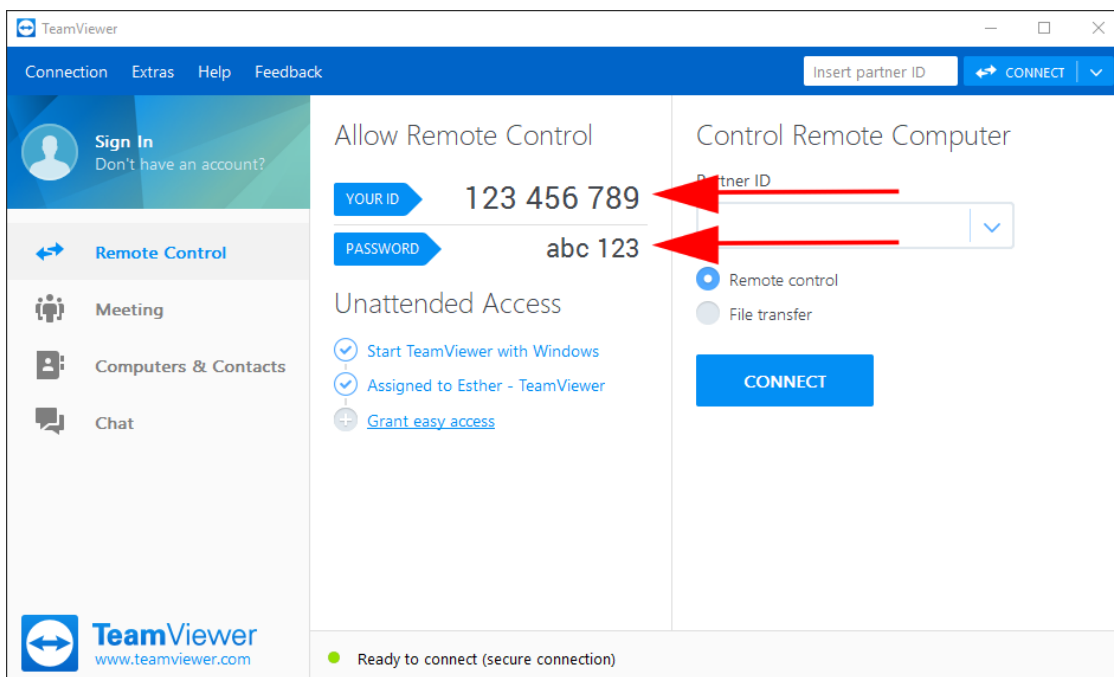 TeamViewer
Connection Extras Help Feedback
Insert partner ID
CONNECT
Sign In
Don't have an account?
Remote Control
Meeting
Computers & Contacts
Chat
TeamViewer
www.teamviewer.com
Allow Remote Control
YOUR ID 123 456 789
PASSWORD abc 123
Unattended Access
Start TeamViewer with Windows
Assigned to Esther - TeamViewer
Grant easy access
Control Remote Computer
Partner ID
Remote control
File transfer
CONNECT
Ready to connect (secure connection)